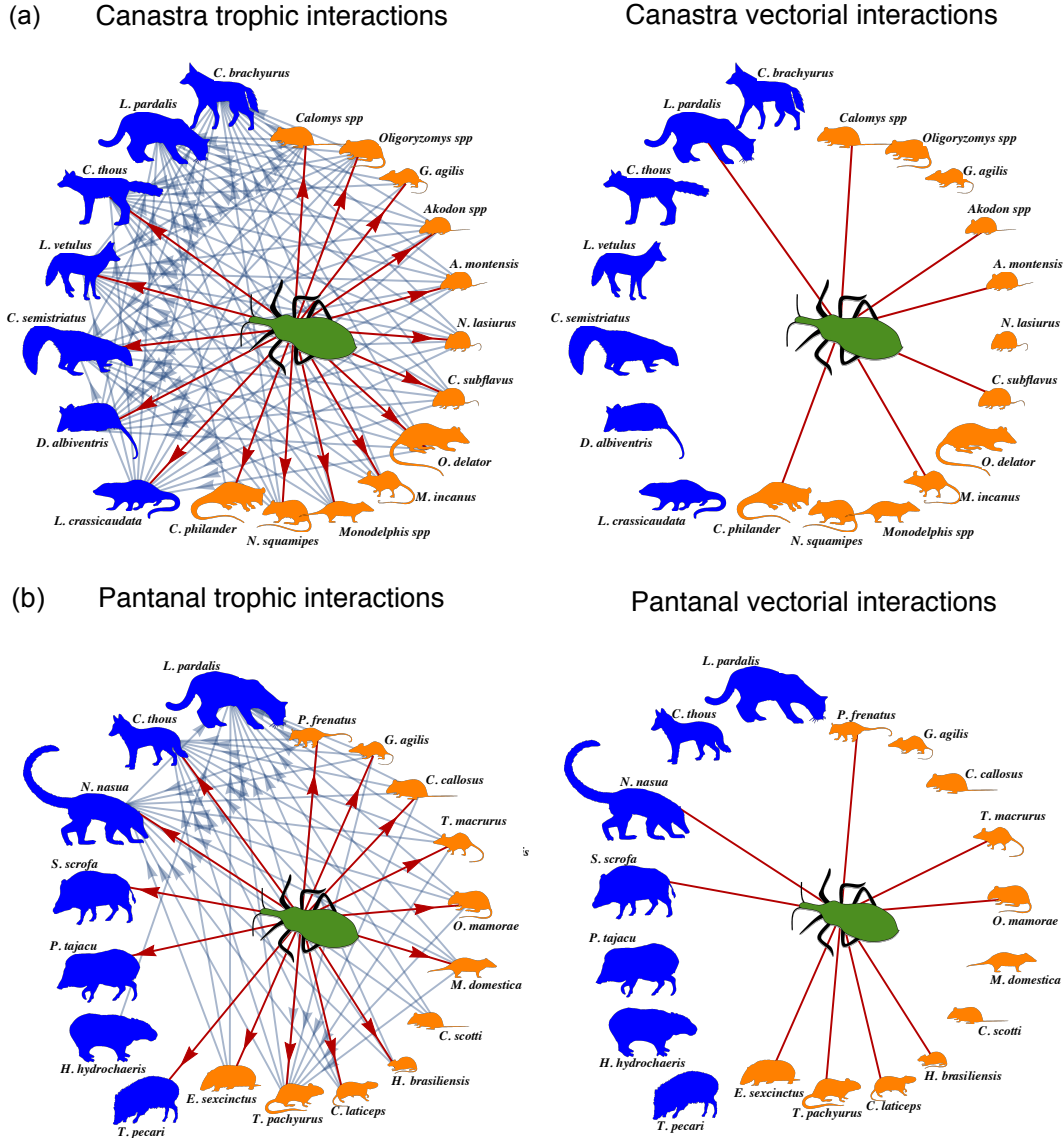 (a) Canastra trophic interactions
Canastra vectorial interactions
C. brachyurus
L. pardalis
Calomys spp
Oligoryzomys spp
C. thous
G. agilis
Akodon spp
L. vetulus
A. montensis
C. semistriatus
N. lasiurus
C. subflavus
D. albiventris
O. delator
M. incanus
L. crassicaudata
C. philander
Monodelphis spp
N. squamipes
C. brachyurus
L. pardalis
Calomys spp
Oligoryzomys spp
C. thous
G. agilis
Akodon spp
L. vetulus
A. montensis
C. semistriatus
N. lasiurus
C. subflavus
D. albiventris
O. delator
M. incanus
L. crassicaudata
C. philander
Monodelphis spp
N. squamipes
(b) Pantanal trophic interactions
Pantanal vectorial interactions
L. pardalis
C. thous
P. frenatus
G. agilis
C. callosus
N. nasua
T. macrurus
is
S. scrofa
O. mamorae
P. tajacu
M. domestica
C. scotti
H. hydrochaeris
H. brasiliensis
E. sexcinctus
C. laticeps
T. pachyurus
T. pecari
L. pardalis
C. thous
P. frenatus
G. agilis
C. callosus
N. nasua
T. macrurus
S. scrofa
O. mamorae
P. tajacu
M. domestica
C. scotti
H. hydrochaeris
H. brasiliensis
E. sexcinctus
C. laticeps
T. pachyurus
T. pecari